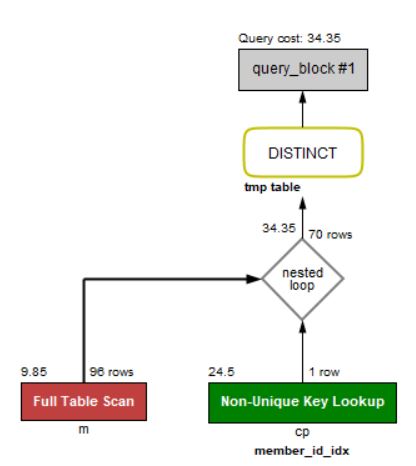 Query cost: 34.35
query_block #1
DISTINCT
tmp table
34.35 70 rows
nested
loop
9.85 96 rows
24.5 1 row
Full Table Scan
Non-Unique Key Lookup
m
cp
member_id_idx